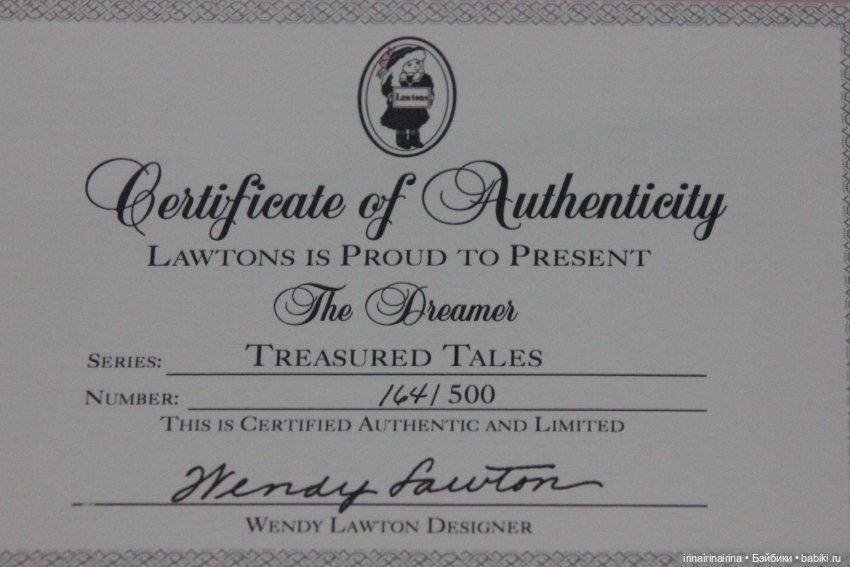 Lawtons
Certificate of Authenticity
LAWTONS IS PROUD TO PRESENT
The Dreamer
SERIES: TREASURED TALES
NUMBER: 164/ 500
THIS IS CERTIFIED AUTHENTIC AND LIMITED
Wendy Lawton
WENDY LAWTON DESIGNER
irinairinairina • Бэйбики • babiki.ru